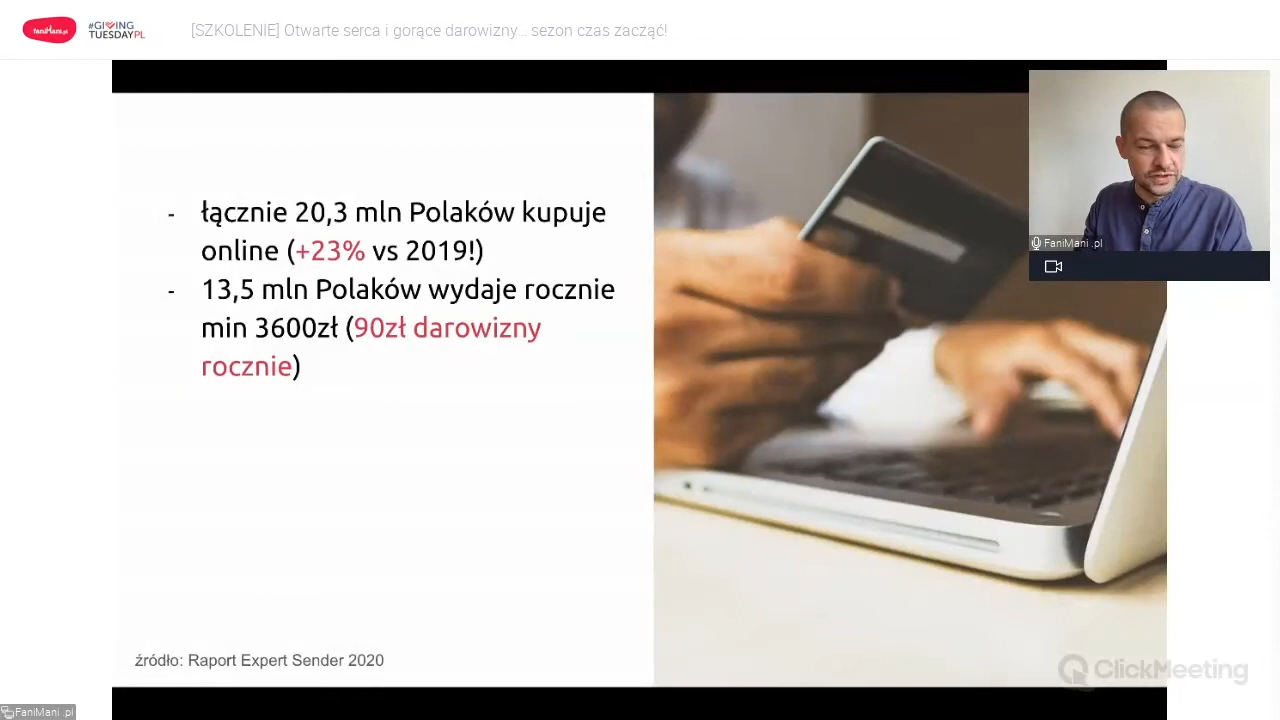 faniMani.pl
#GIVING
TUESDAYPL
[SZKOLENIE] Otwarte serca i gorące darowizny... sezon czas zacząć!
- łącznie 20,3 mln Polaków kupuje
online (+23% vs 2019!)
- 13,5 mln Polaków wydaje rocznie
min 3600zł (90zł darowizny
rocznie)
źródło: Raport Expert Sender 2020
FaniMani .pl
ClickMeeting
FaniMani .pl